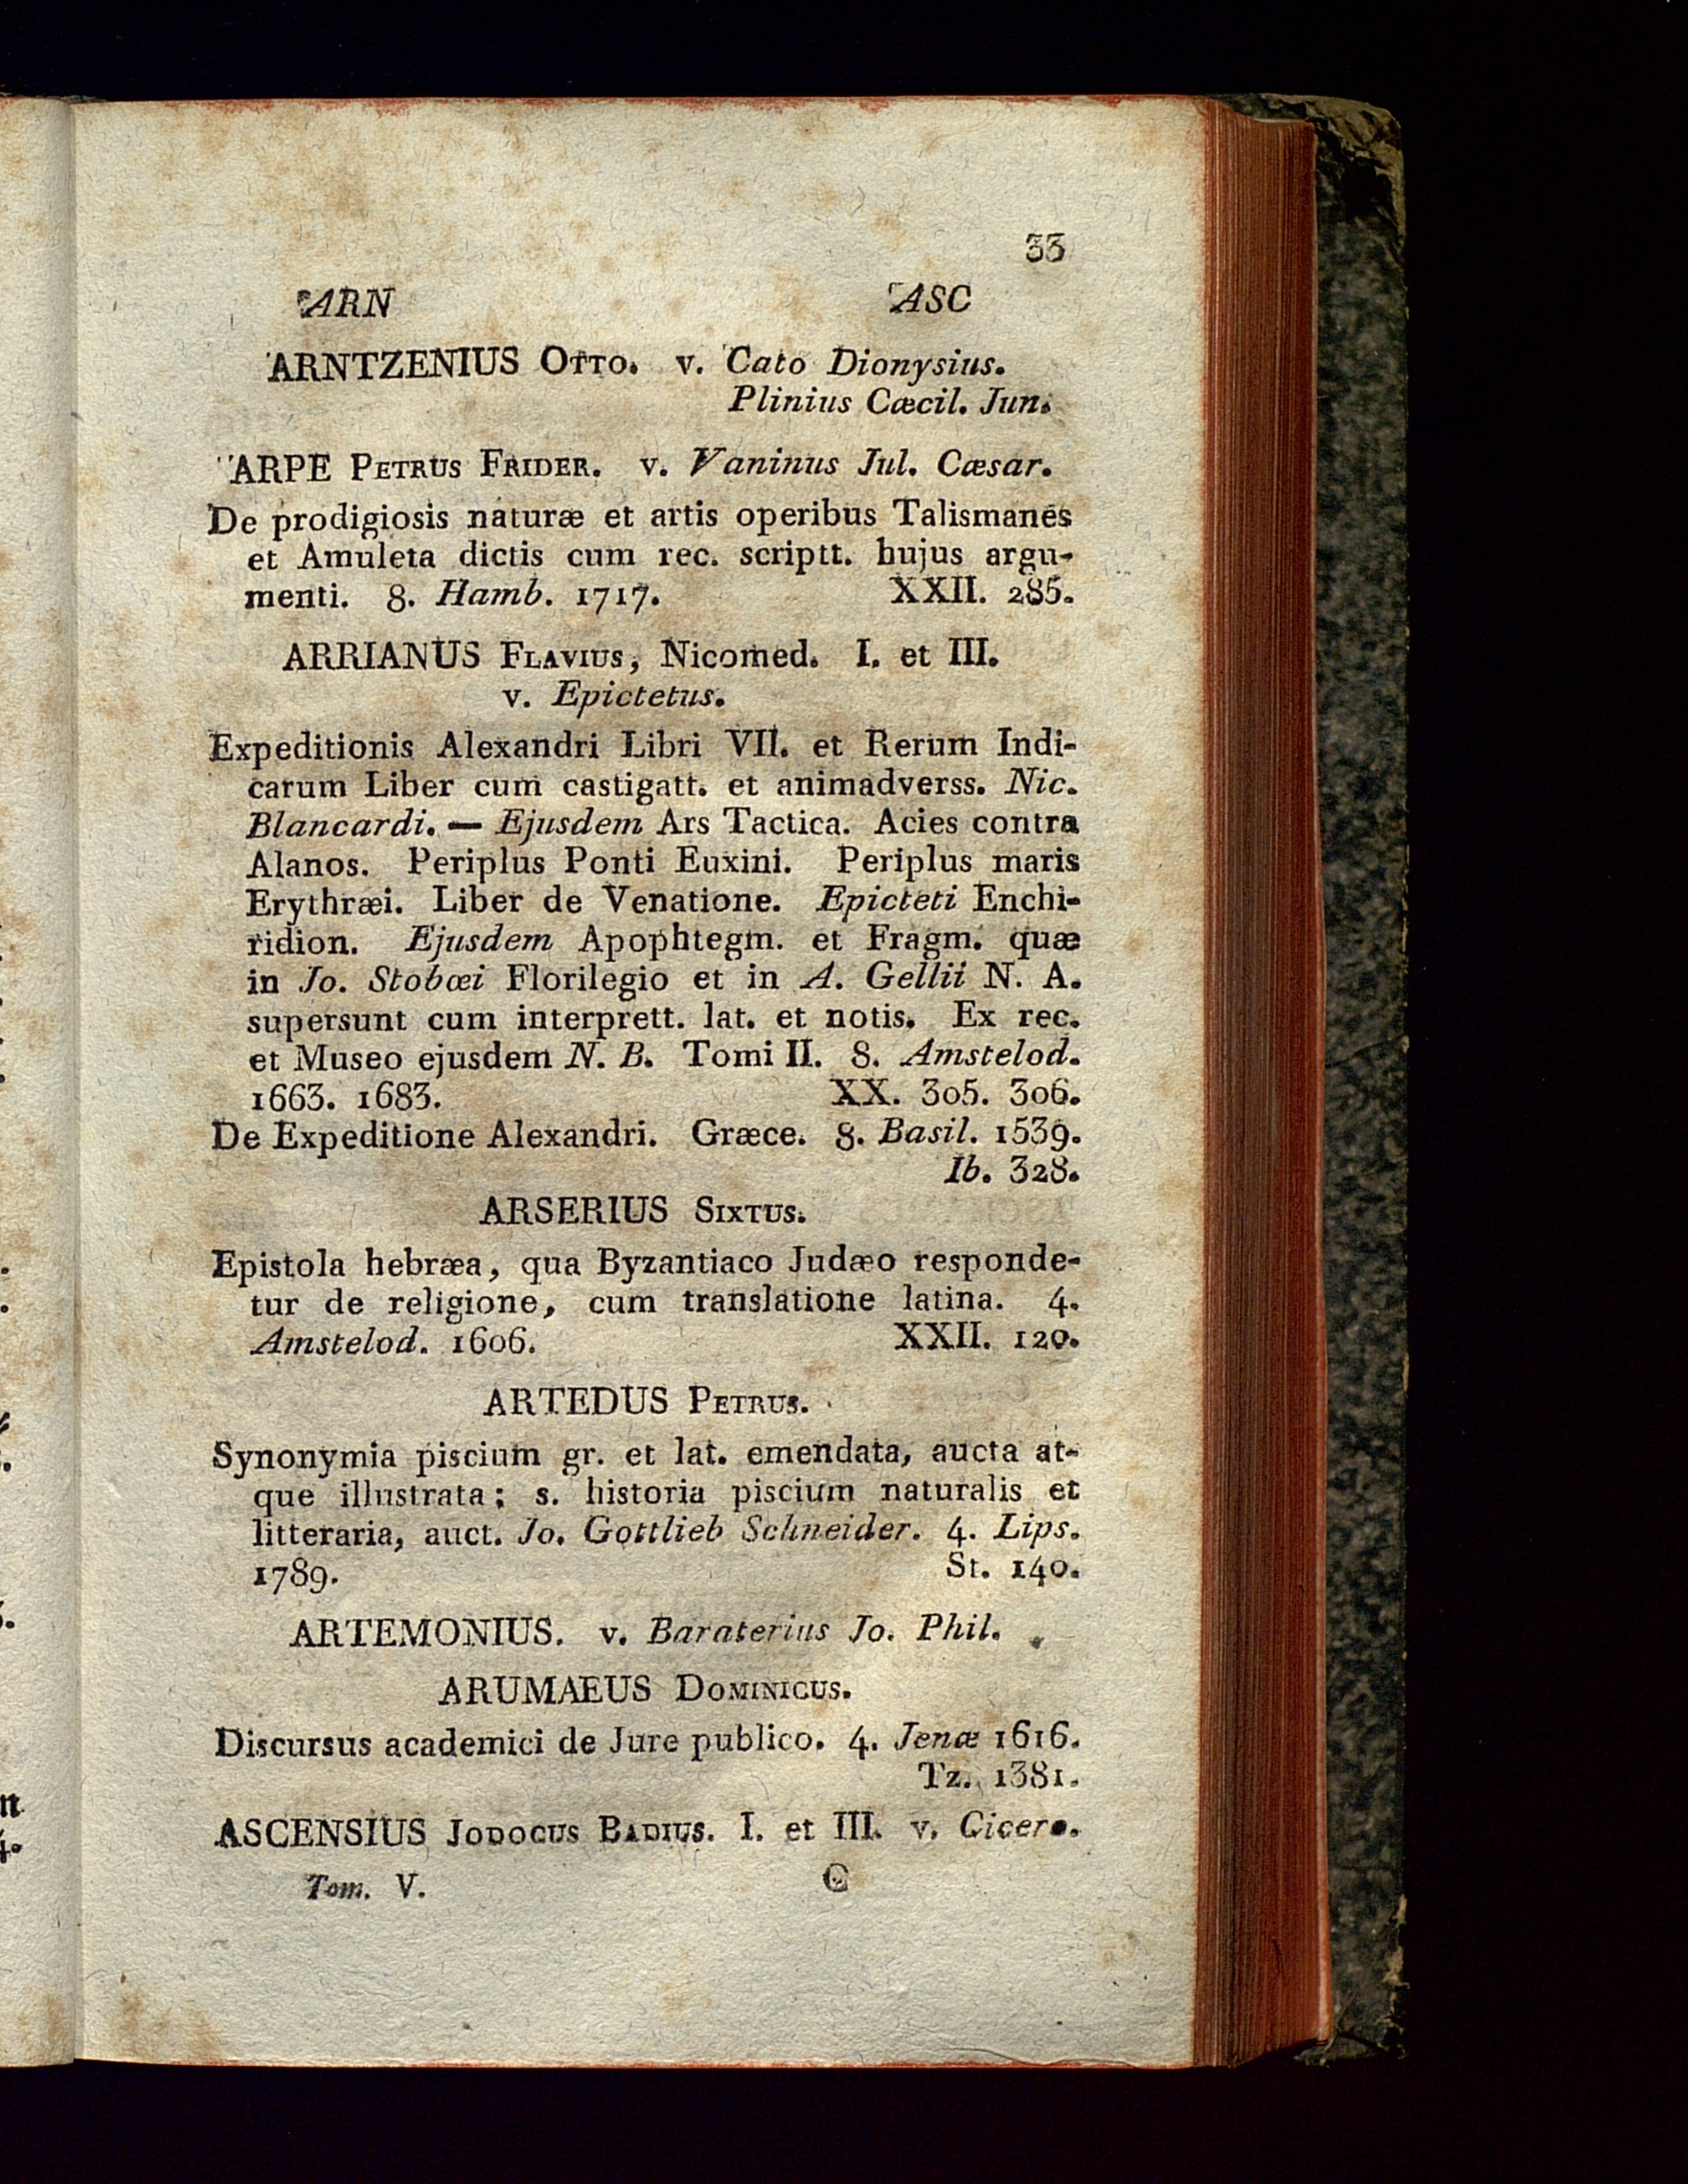 33
ARN ASC
ARNTZENIUS OTTO. v. Cato Dionysius.
Plinius Cæcil. Jun.
ARPE PETRUS FRIDER. v. Vaninus Jul. Cæsar.
De prodigiosis naturæ et artis operibus Talismanes
et Amuleta dictis cum rec. scriptt. hujus argu-
menti. 8. Hamb. 1717. XXII. 285.
ARRIANUS FLAVIUS, Nicomed. I. et III.
v. Epictetus.
Expeditionis Alexandri Libri VII. et Rerum Indi-
carum Liber cum castigatt. et animadverss. Nic.
Blancardi. — Ejusdem Ars Tactica. Acies contra
Alanos. Periplus Ponti Euxini. Periplus maris
Erythræi. Liber de Venatione. Epicteti Enchi-
ridion. Ejusdem Apophtegm. et Fragm. quæ
in Jo. Stobæi Florilegio et in A. Gellii N. A.
supersunt cum interprett. lat. et notis. Ex rec.
et Museo ejusdem N. B. Tomi II. 8. Amstelod.
1663. 1683. XX. 305. 306.
De Expeditione Alexandri. Græce. 8. Basil. 1539.
Ib. 328.
ARSERIUS SIXTUS.
Epistola hebræa, qua Byzantiaco Judæo responde-
tur de religione, cum translatione latina. 4.
Amstelod. 1606. XXII. 120.
ARTEDUS PETRUS.
Synonymia piscium gr. et lat. emendata, aucta at-
que illustrata; s. historia piscium naturalis et
litteraria, auct. Jo. Gottlieb Schneider. 4. Lips.
1789. St. 140.
ARTEMONIUS. v. Baraterius Jo. Phil.
ARUMAEUS DOMINICUS.
Discursus academici de Jure publico. 4. Jenæ 1616.
Tz. 1381.
ASCENSIUS JODOCUS BADIUS. I. et III. v. Cicero.
Tom. V. C